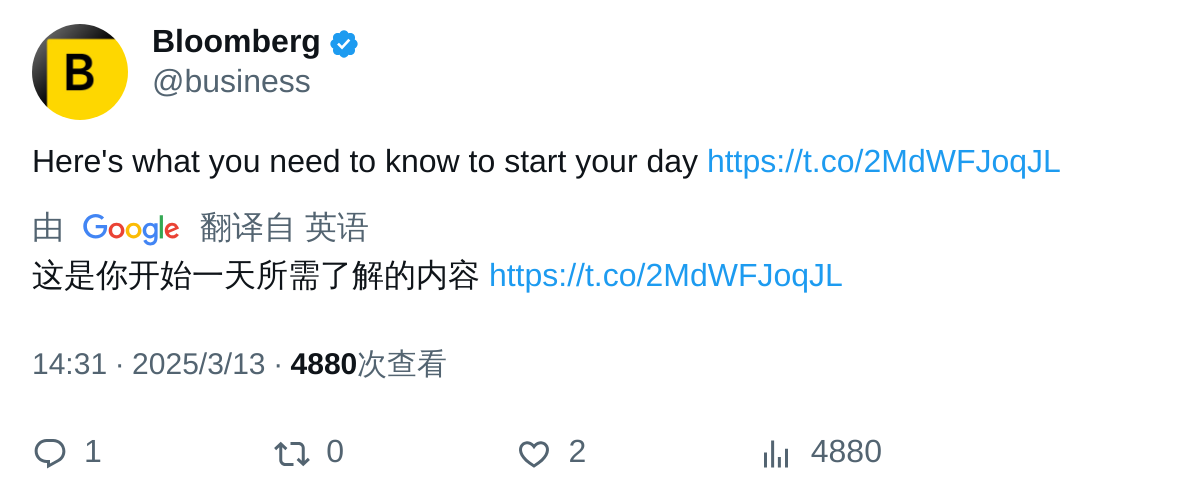 B
Bloomberg
@business
Here's what you need to know to start your day https://t.co/2MdWFJoqJL
由 Google 翻译自 英语
这是你开始一天所需了解的内容 https://t.co/2MdWFJoqJL
14:31 · 2025/3/13 · 4880次查看
1 0 2 4880